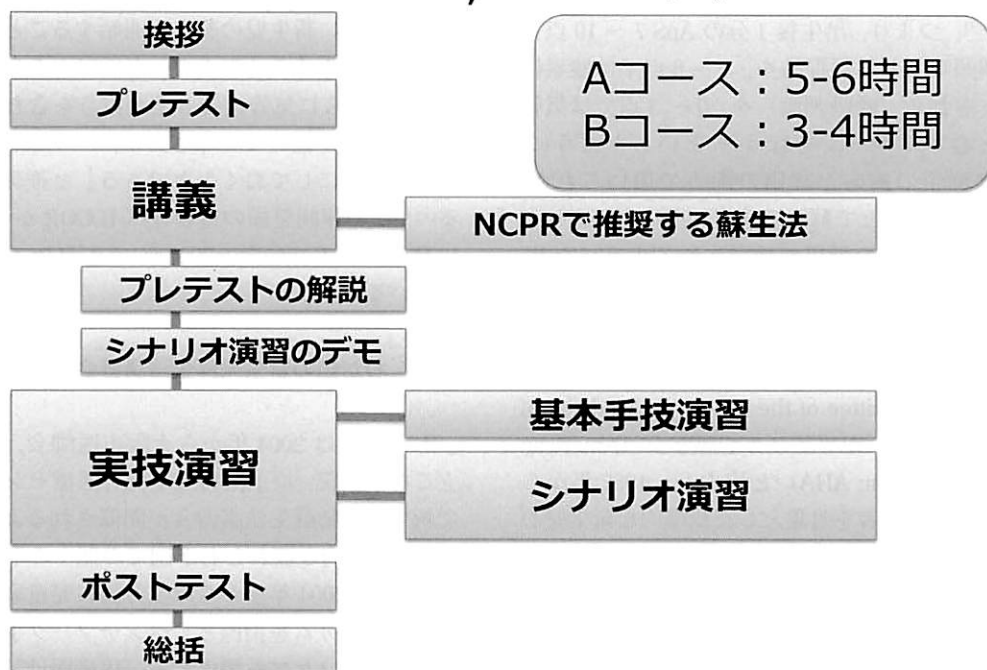 挨拶
プレテスト
Aコース：5-6時間
Bコース：3-4時間
講義
NCPRで推奨する蘇生法
プレテストの解説
シナリオ演習のデモ
基本手技演習
実技演習
シナリオ演習
ポストテスト
総括